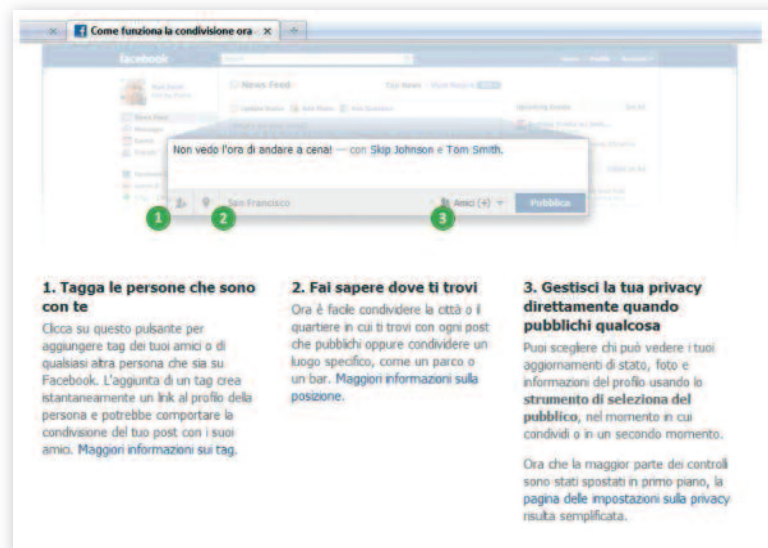 Come funziona la condivisione ora
facebook
Search
News Feed
Top News
Update Status
Non vedo l'ora di andare a cena! — con Skip Johnson e Tom Smith.
San Francisco
Amici (+)
Pubblica
1
2
3
1. Tagga le persone che sono
con te
Clicca su questo pulsante per
aggiungere tag dei tuoi amici o di
qualsiasi altra persona che sia su
Facebook. L'aggiunta di un tag crea
istantaneamente un link al profilo della
persona e potrebbe comportare la
condivisione del tuo post con i suoi
amici. Maggiori informazioni sui tag.
2. Fai sapere dove ti trovi
Ora è facile condividere la città o il
quartiere in cui ti trovi con ogni post
che pubblichi oppure condividere un
luogo specifico, come un parco o
un bar. Maggiori informazioni sulla
posizione.
3. Gestisci la tua privacy
direttamente quando
pubblichi qualcosa
Puoi scegliere chi può vedere i tuoi
aggiornamenti di stato, foto e
informazioni del profilo usando lo
strumento di selezione del
pubblico, nel momento in cui
condividi o in un secondo momento.
Ora che la maggior parte dei controlli
sono stati spostati in primo piano, la
pagina delle impostazioni sulla privacy
risulta semplificata.